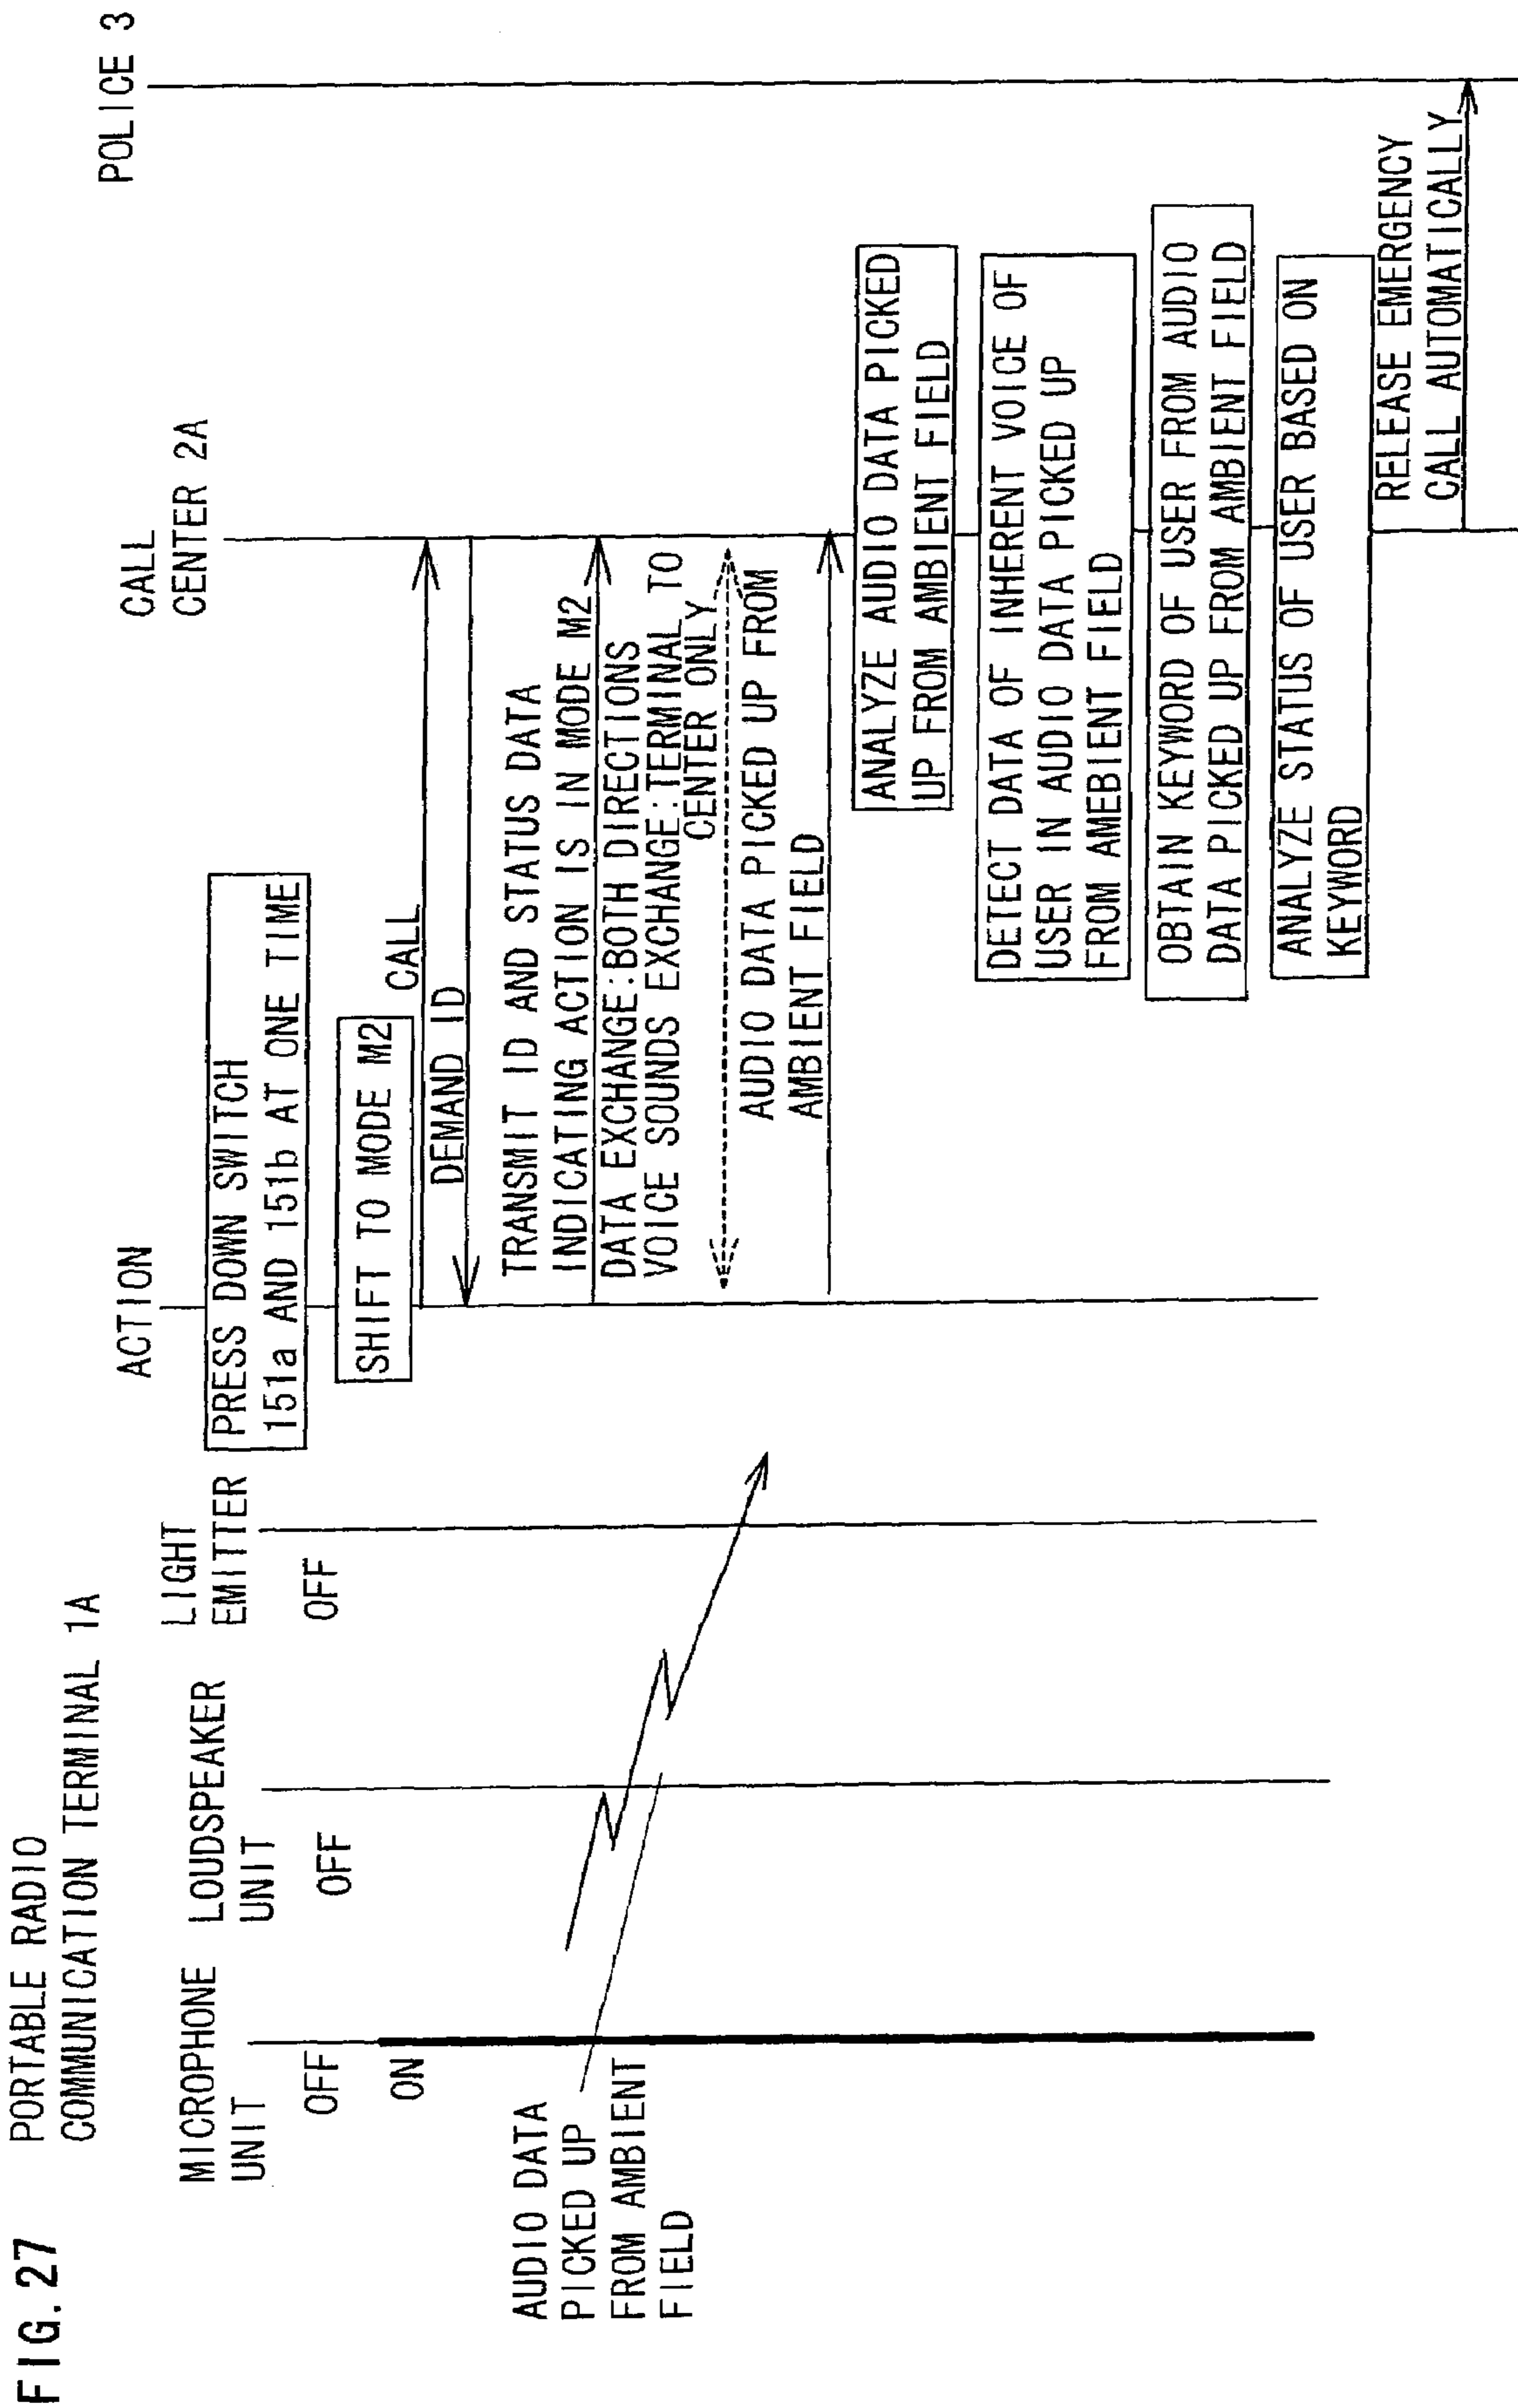 FIG. 27
PORTABLE RADIO
COMMUNICATION TERMINAL 1A
MICROPHONE
UNIT
LOUDSPEAKER
UNIT
LIGHT
EMITTER
ACTION
CALL
CENTER 2A
POLICE 3
OFF
OFF
OFF
ON
PRESS DOWN SWITCH
151a AND 151b AT ONE TIME
SHIFT TO MODE M2
CALL
DEMAND ID
TRANSMIT ID AND STATUS DATA
INDICATING ACTION IS IN MODE M2
DATA EXCHANGE:BOTH DIRECTIONS
VOICE SOUNDS EXCHANGE:TERMINAL TO
CENTER ONLY
AUDIO DATA PICKED UP FROM
AMBIENT FIELD
AUDIO DATA
PICKED UP
FROM AMBIENT
FIELD
ANALYZE AUDIO DATA PICKED
UP FROM AMBIENT FIELD
DETECT DATA OF INHERENT VOICE OF
USER IN AUDIO DATA PICKED UP
FROM AMEBIENT FIELD
OBTAIN KEYWORD OF USER FROM AUDIO
DATA PICKED UP FROM AMBIENT FIELD
ANALYZE STATUS OF USER BASED ON
KEYWORD
RELEASE EMERGENCY
CALL AUTOMATICALLY